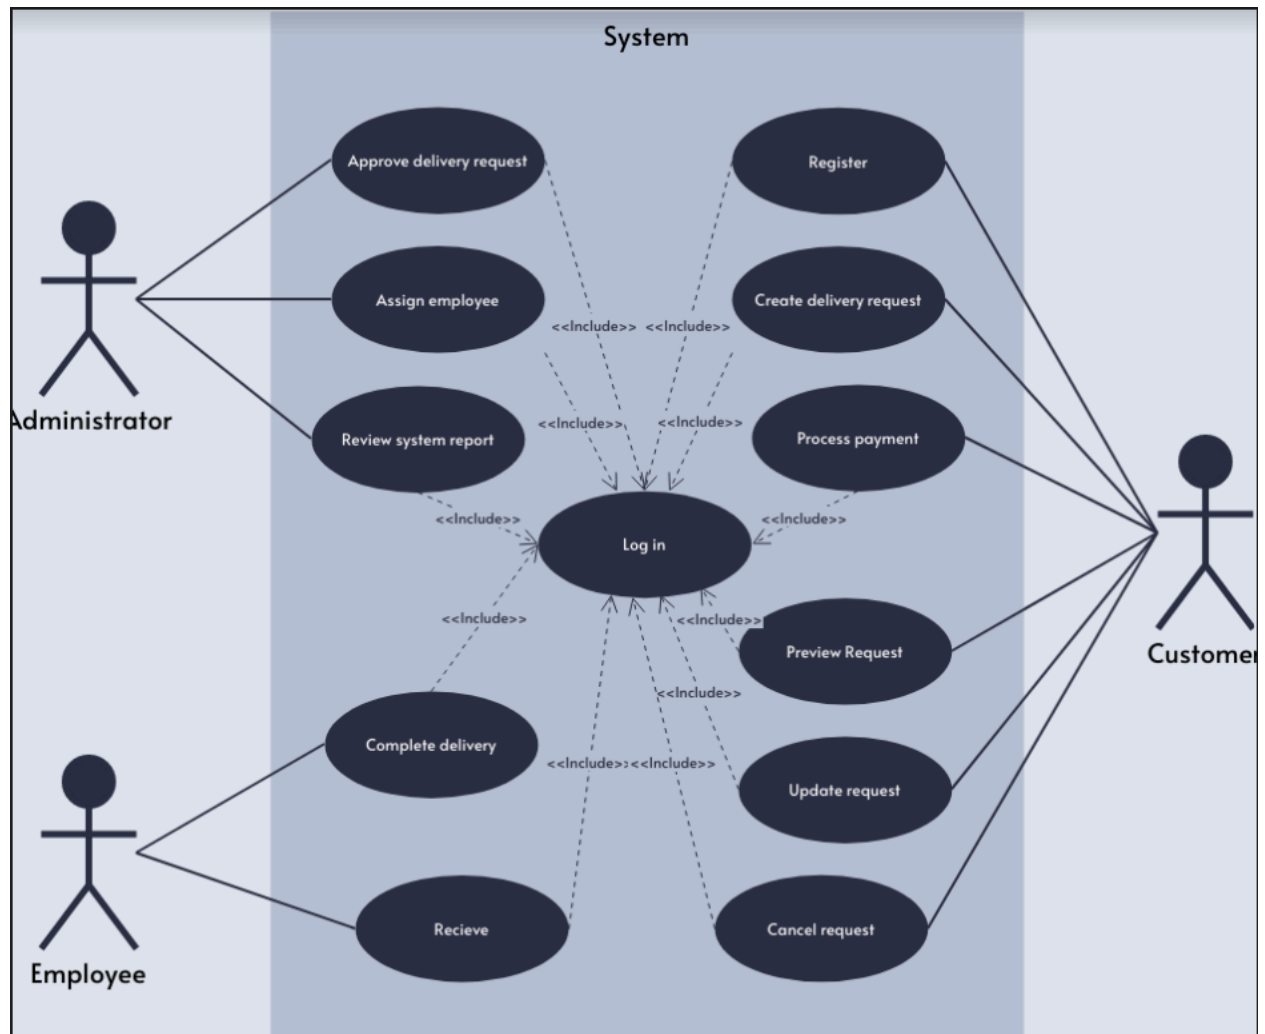 System
Approve delivery request
Register
Assign employee
Create delivery request
<<Include>>
<<Include>>
Administrator
<<Include>>
<<Include>>
Review system report
Process payment
<<Include>>
<<Include>>
Log in
<<Include>>
<<Include>>
Preview Request
Customer
<<Include>>
Complete delivery
<<Include>>
<<Include>>
Update request
Recieve
Cancel request
Employee